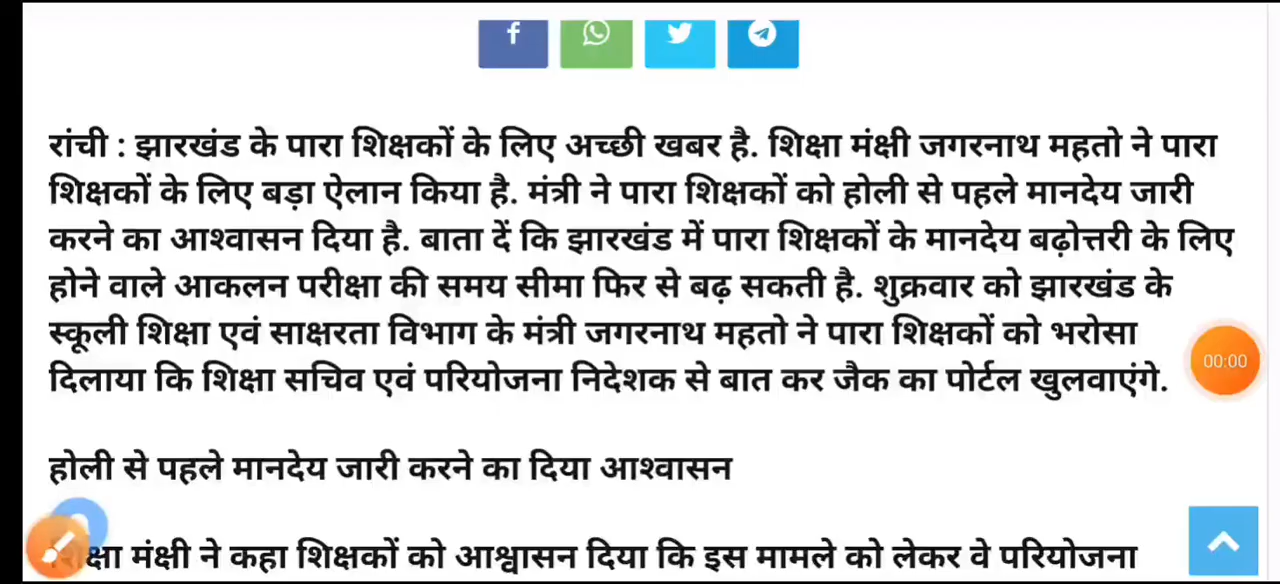 रांची : झारखंड के पारा शिक्षकों के लिए अच्छी खबर है. शिक्षा मंक्षी जगरनाथ महतो ने पारा
शिक्षकों के लिए बड़ा ऐलान किया है. मंत्री ने पारा शिक्षकों को होली से पहले मानदेय जारी
करने का आश्वासन दिया है. बाता दें कि झारखंड में पारा शिक्षकों के मानदेय बढ़ोत्तरी के लिए
होने वाले आकलन परीक्षा की समय सीमा फिर से बढ़ सकती है. शुक्रवार को झारखंड के
स्कूली शिक्षा एवं साक्षरता विभाग के मंत्री जगरनाथ महतो ने पारा शिक्षकों को भरोसा
दिलाया कि शिक्षा सचिव एवं परियोजना निदेशक से बात कर जैक का पोर्टल खुलवाएंगे.
00:00
होली से पहले मानदेय जारी करने का दिया आश्वासन
मंक्षी ने कहा शिक्षकों को आश्वासन दिया कि इस मामले को लेकर वे परियोजना